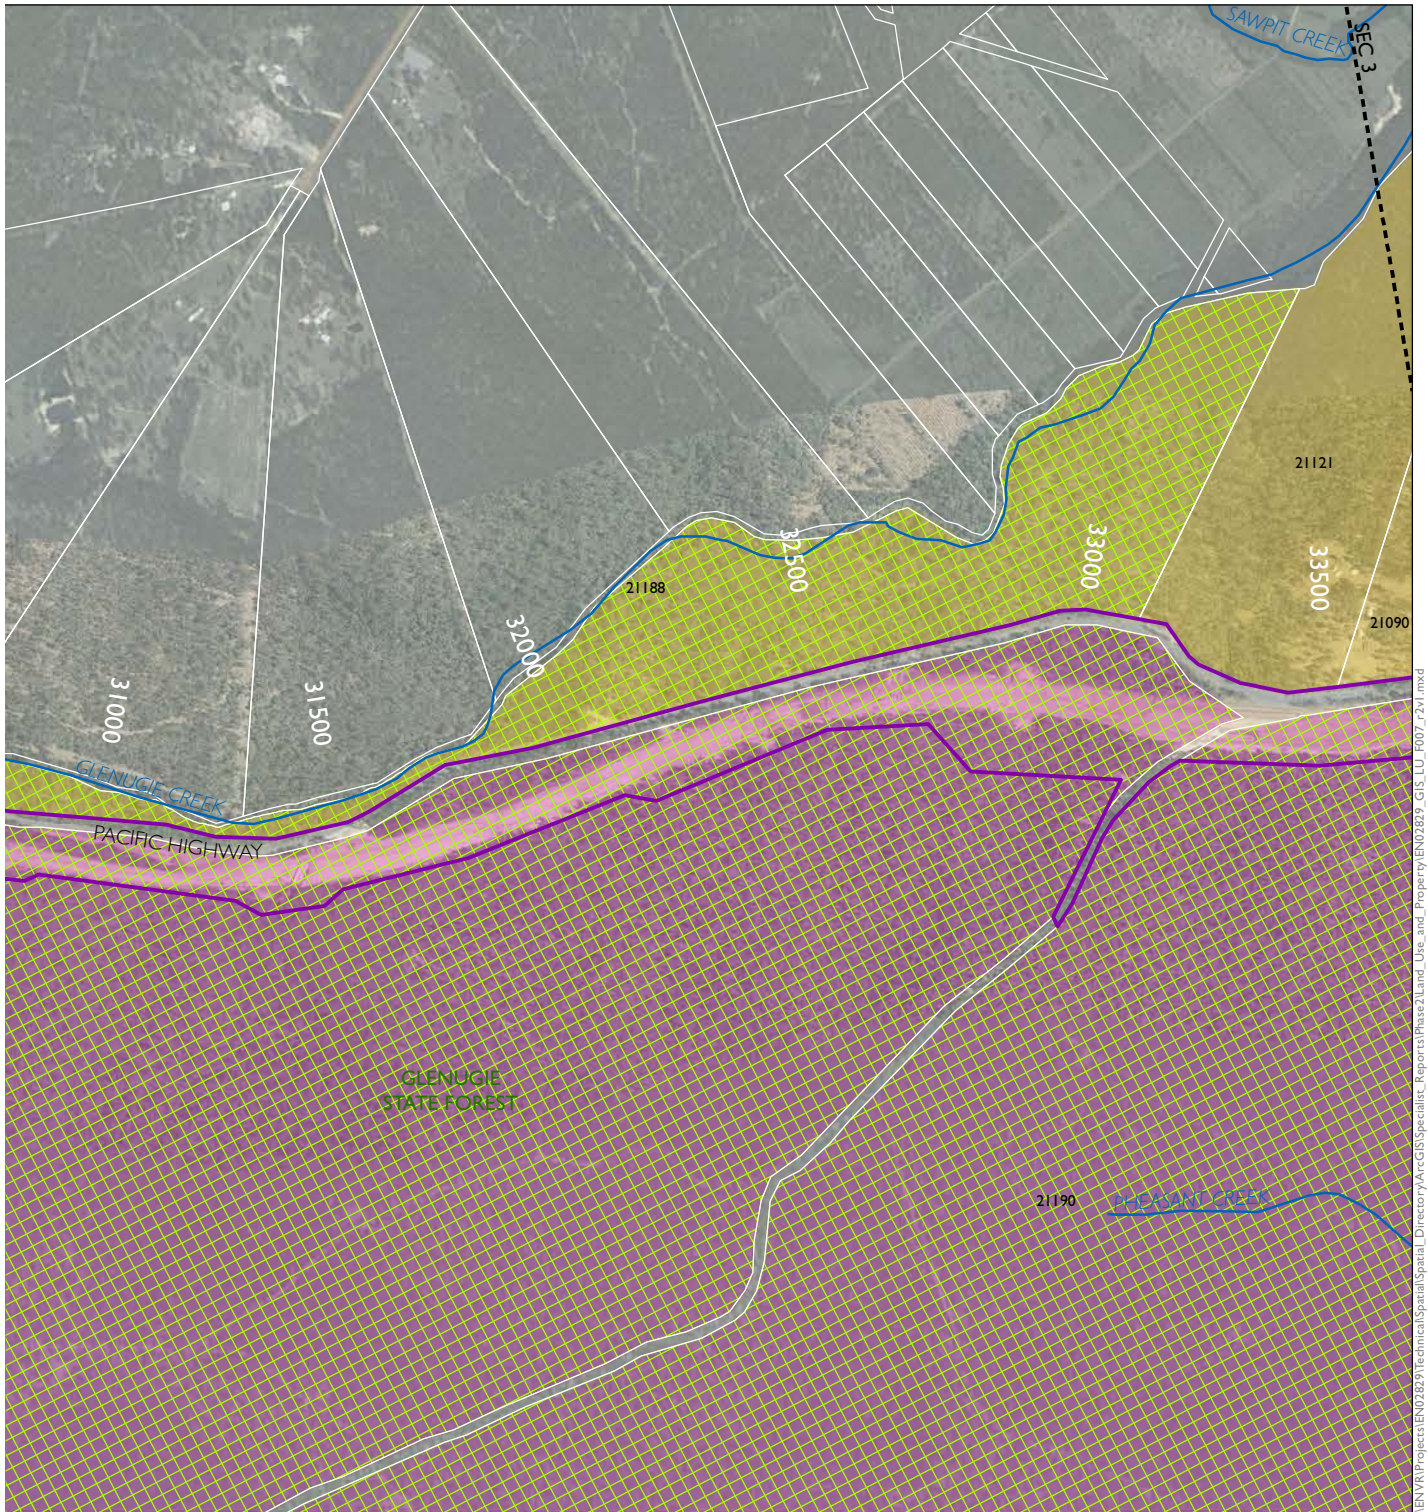 SAWPIT CREEK
SEC 3
21121
33000
33500
32500
21188
21090
32000
31000
31500
GLENUGIE CREEK
PACIFIC HIGHWAY
GLENUGIE
STATE FOREST
21190
PHEASANT CREEK
ENVR\Projects\EN02829\Technical\Spatial\Spatial_Directory\ArcGIS\Specialist_Reports\Phase2\Land_Use_and_Property\EN02829_GIS_LU_F007_r2v1.mxd